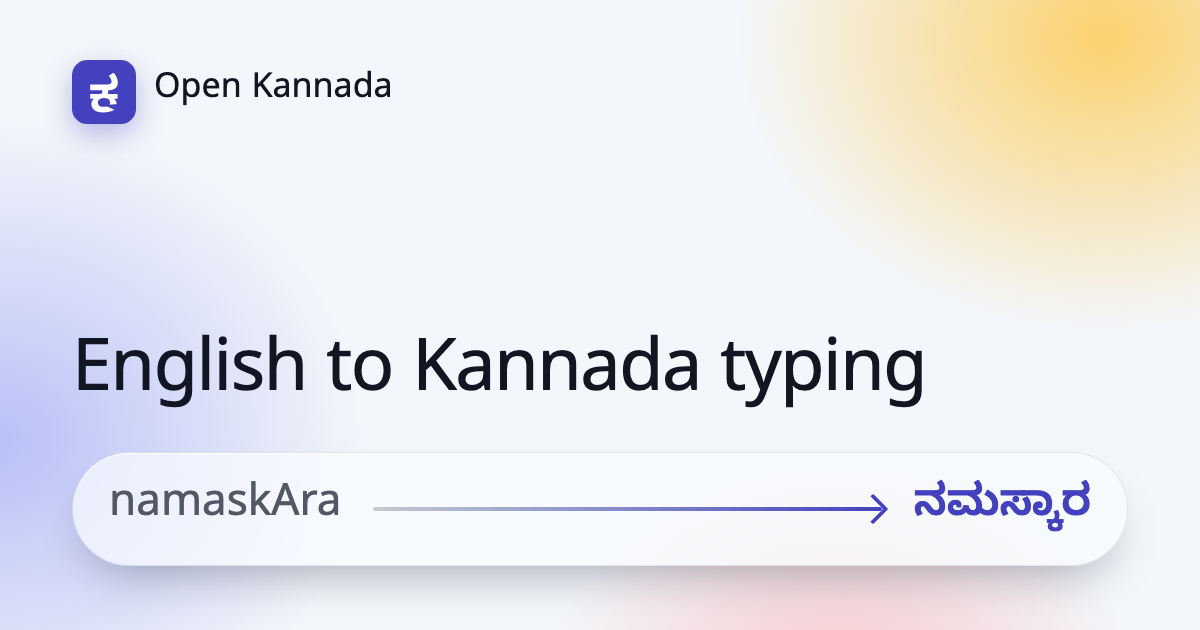 ಕ Open Kannada
English to Kannada typing
namaskAra → ನಮಸ್ಕಾರ